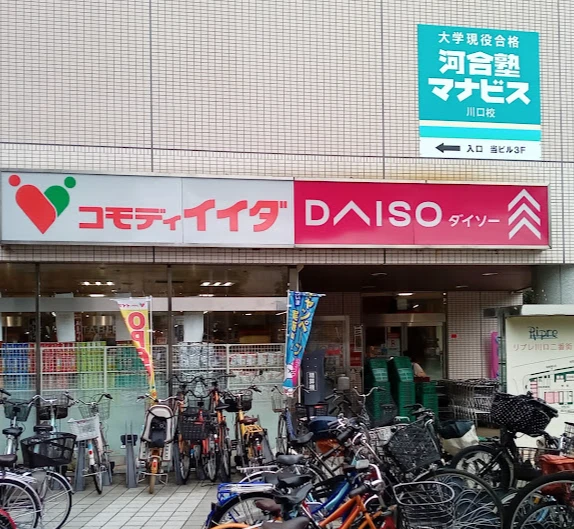 大学現役合格
河合塾
マナビス
川口校
入口 当ビル3F
コモディイイダ
DAISO ダイソー
Ripre
リプレ川口二番街